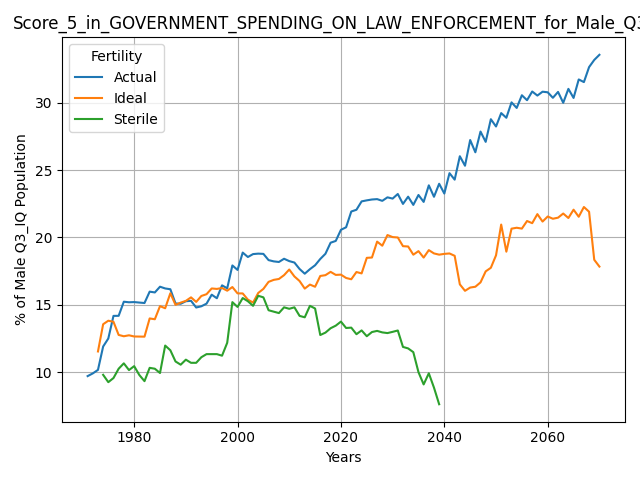 Score_5_in_GOVERNMENT_SPENDING_ON_LAW_ENFORCEMENT_for_Male_Q3
Fertility
Actual
Ideal
Sterile
30
25
20
15
10
% of Male Q3_IQ Population
1980 2000 2020 2040 2060
Years